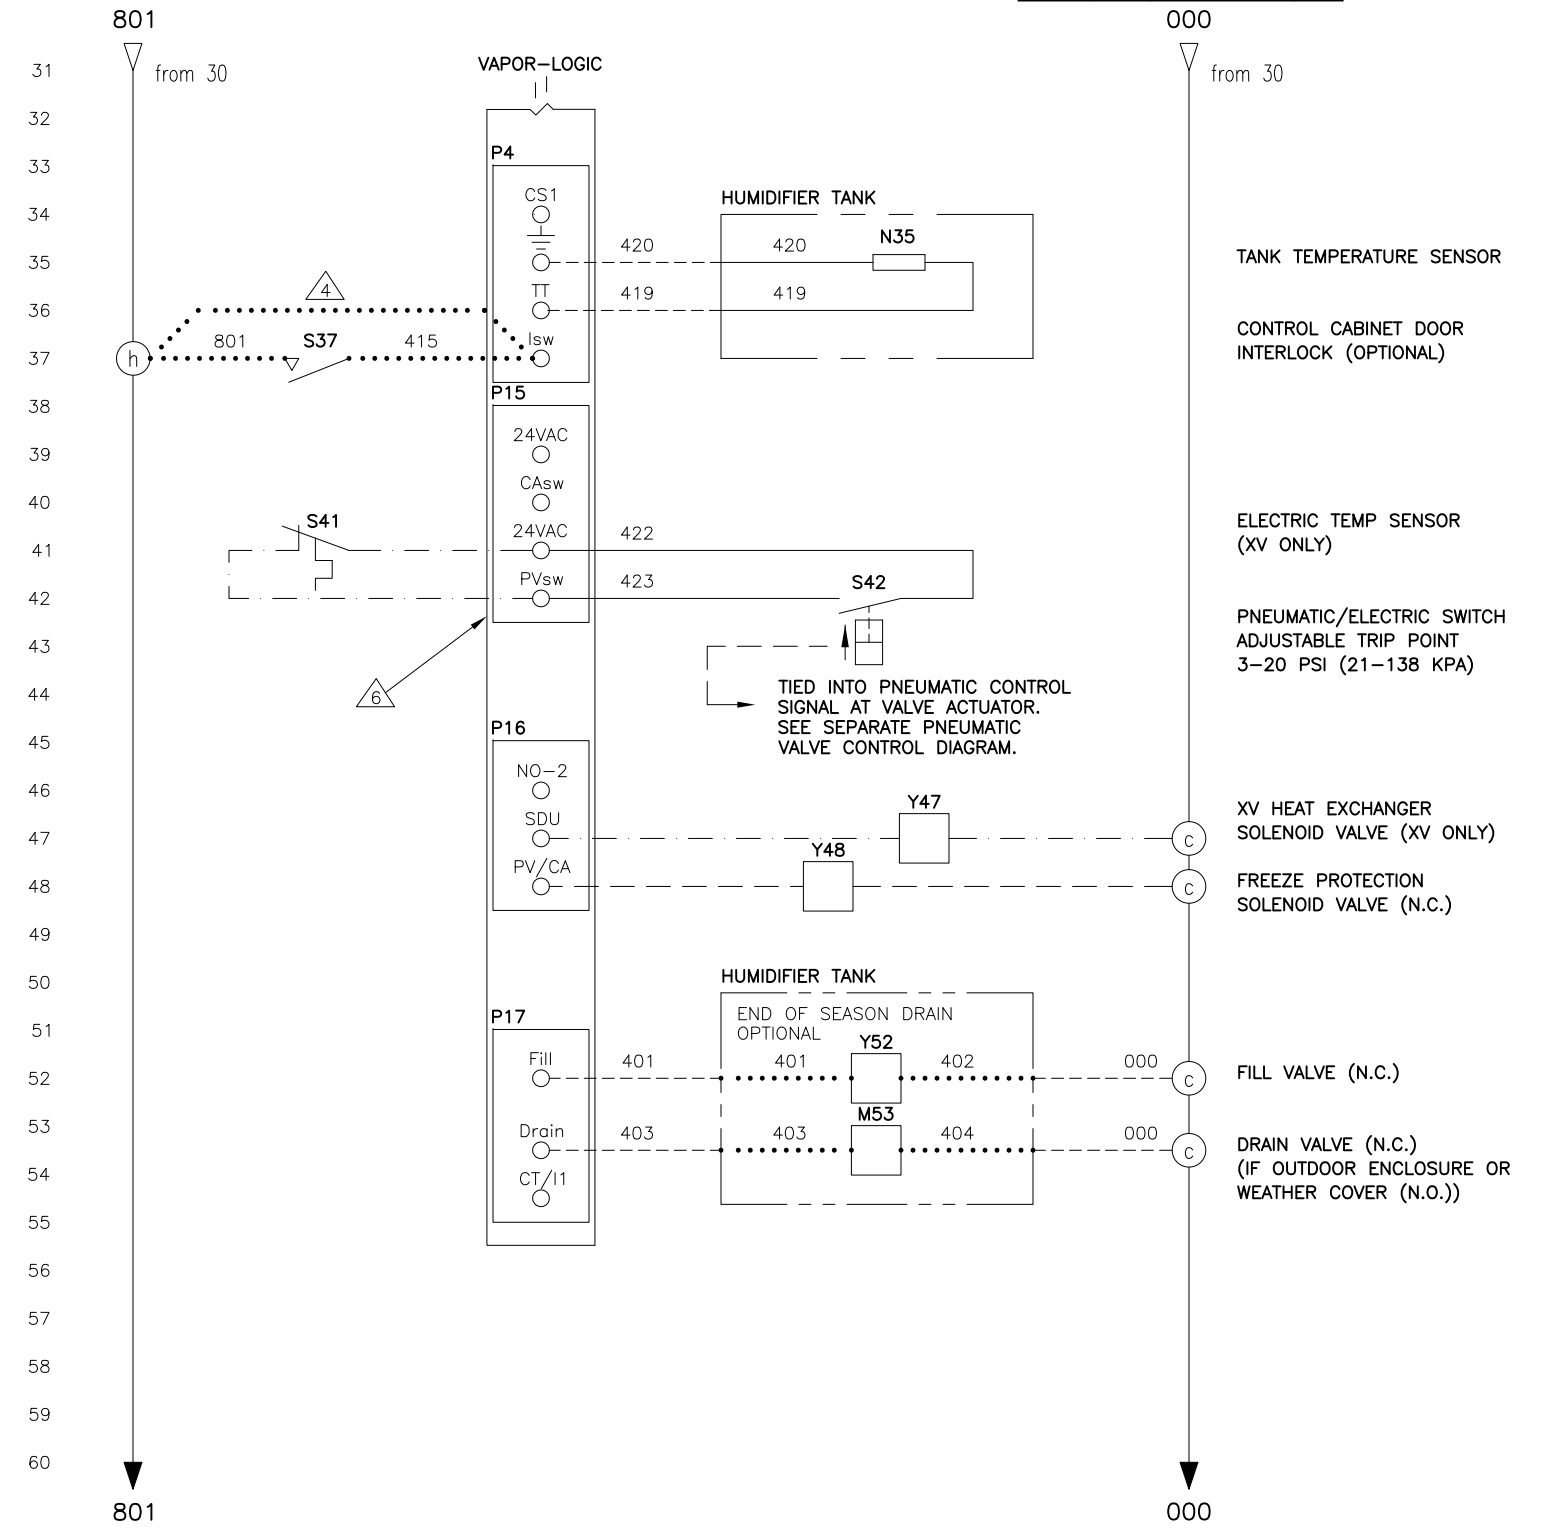 801
000
31
from 30
VAPOR-LOGIC
from 30
32
33
P4
34
CS1
HUMIDIFIER TANK
35
420
420
N35
TANK TEMPERATURE SENSOR
36
4
TT
419
419
37
h
801
S37
415
Isw
CONTROL CABINET DOOR
INTERLOCK (OPTIONAL)
38
P15
39
24VAC
40
CAsw
41
S41
24VAC
422
ELECTRIC TEMP SENSOR
(XV ONLY)
42
PVsw
423
S42
43
PNEUMATIC/ELECTRIC SWITCH
ADJUSTABLE TRIP POINT
3-20 PSI (21-138 KPA)
44
6
TIED INTO PNEUMATIC CONTROL
SIGNAL AT VALVE ACTUATOR.
SEE SEPARATE PNEUMATIC
VALVE CONTROL DIAGRAM.
45
P16
46
NO-2
47
SDU
Y47
c
XV HEAT EXCHANGER
SOLENOID VALVE (XV ONLY)
48
PV/CA
Y48
c
FREEZE PROTECTION
SOLENOID VALVE (N.C.)
49
50
HUMIDIFIER TANK
51
P17
END OF SEASON DRAIN
OPTIONAL
52
Fill
401
401
Y52
402
000
c
FILL VALVE (N.C.)
53
Drain
403
403
M53
404
000
c
DRAIN VALVE (N.C.)
(IF OUTDOOR ENCLOSURE OR
WEATHER COVER (N.O.))
54
CT/I1
55
56
57
58
59
60
801
000